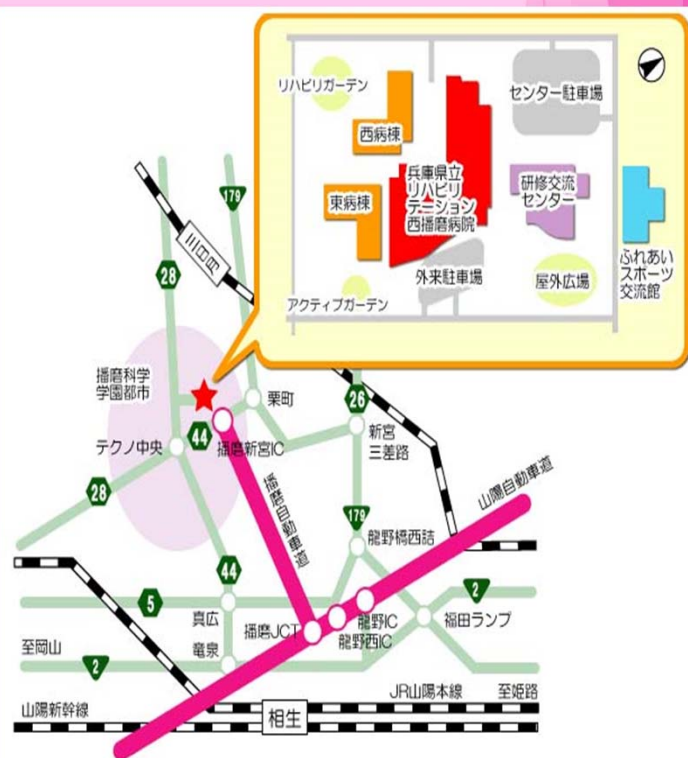 リハビリガーデン
西病棟
東病棟
アクティブガーデン
兵庫県立
リハビリ
テーション
西播磨病院
外来駐車場
センター駐車場
研修交流
センター
屋外広場
ふれあい
スポーツ
交流館
179
三日月
28
播磨科学
学園都市
栗町
26
テクノ中央
44
播磨新宮IC
新宮
三差路
28
播磨自動車道
山陽自動車道
179
龍野橋西詰
44
5
2
真広
播磨JCT
龍野IC
龍野西IC
福田ランプ
至岡山
竜泉
2
山陽新幹線
JR山陽本線
至姫路
相生